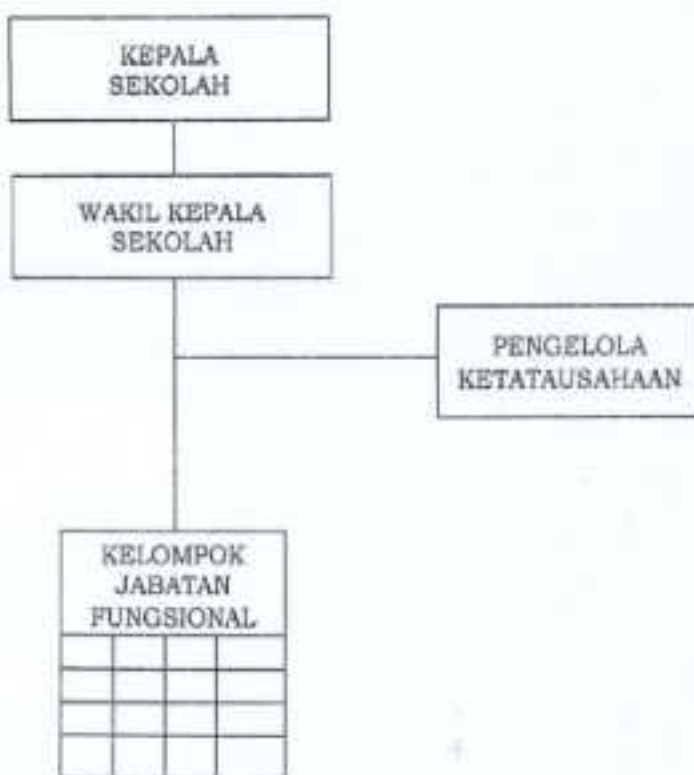 KEPALA
SEKOLAH
WAKIL KEPALA
SEKOLAH
PENGELOLA
KETATAUSAHAAN
KELOMPOK
JABATAN
FUNGSIONAL